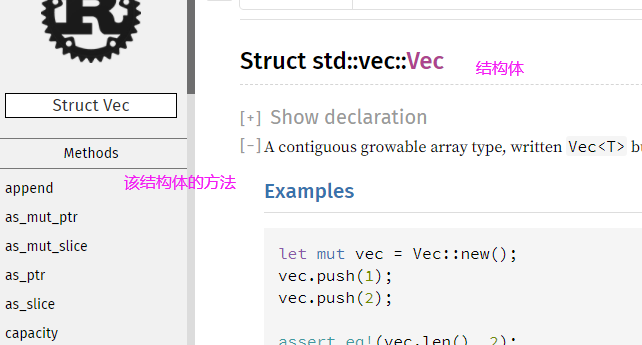 Struct Vec
Methods
append
as_mut_ptr
as_mut_slice
as_ptr
as_slice
capacity
该结构体的方法
Struct std::vec::Vec
结构体
[+] Show declaration
[-] A contiguous growable array type, written Vec<T>
Examples
let mut vec = Vec::new();
vec.push(1);
vec.push(2);
assert_eq!(vec.len(), 2);